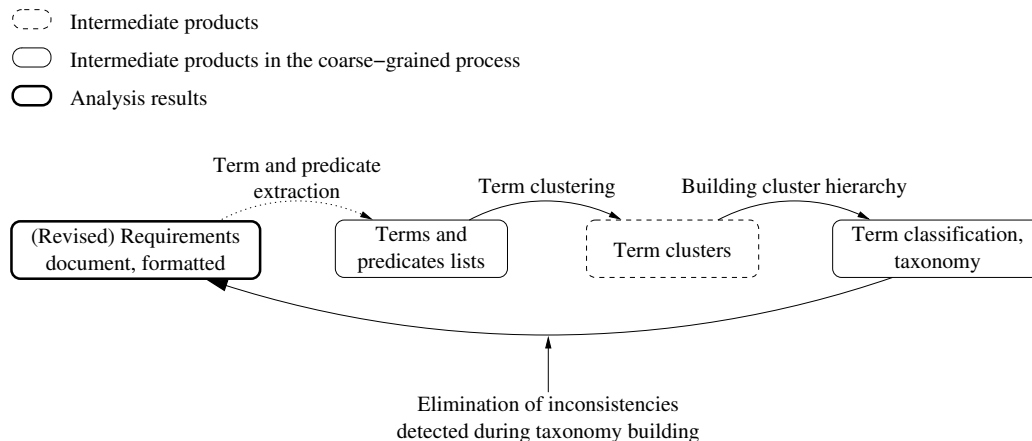 Intermediate products
Intermediate products in the coarse−grained process
Analysis results
Term and predicate
extraction
Term clustering
Building cluster hierarchy
(Revised) Requirements
document, formatted
Terms and
predicates lists
Term clusters
Term classification,
taxonomy
Elimination of inconsistencies
detected during taxonomy building